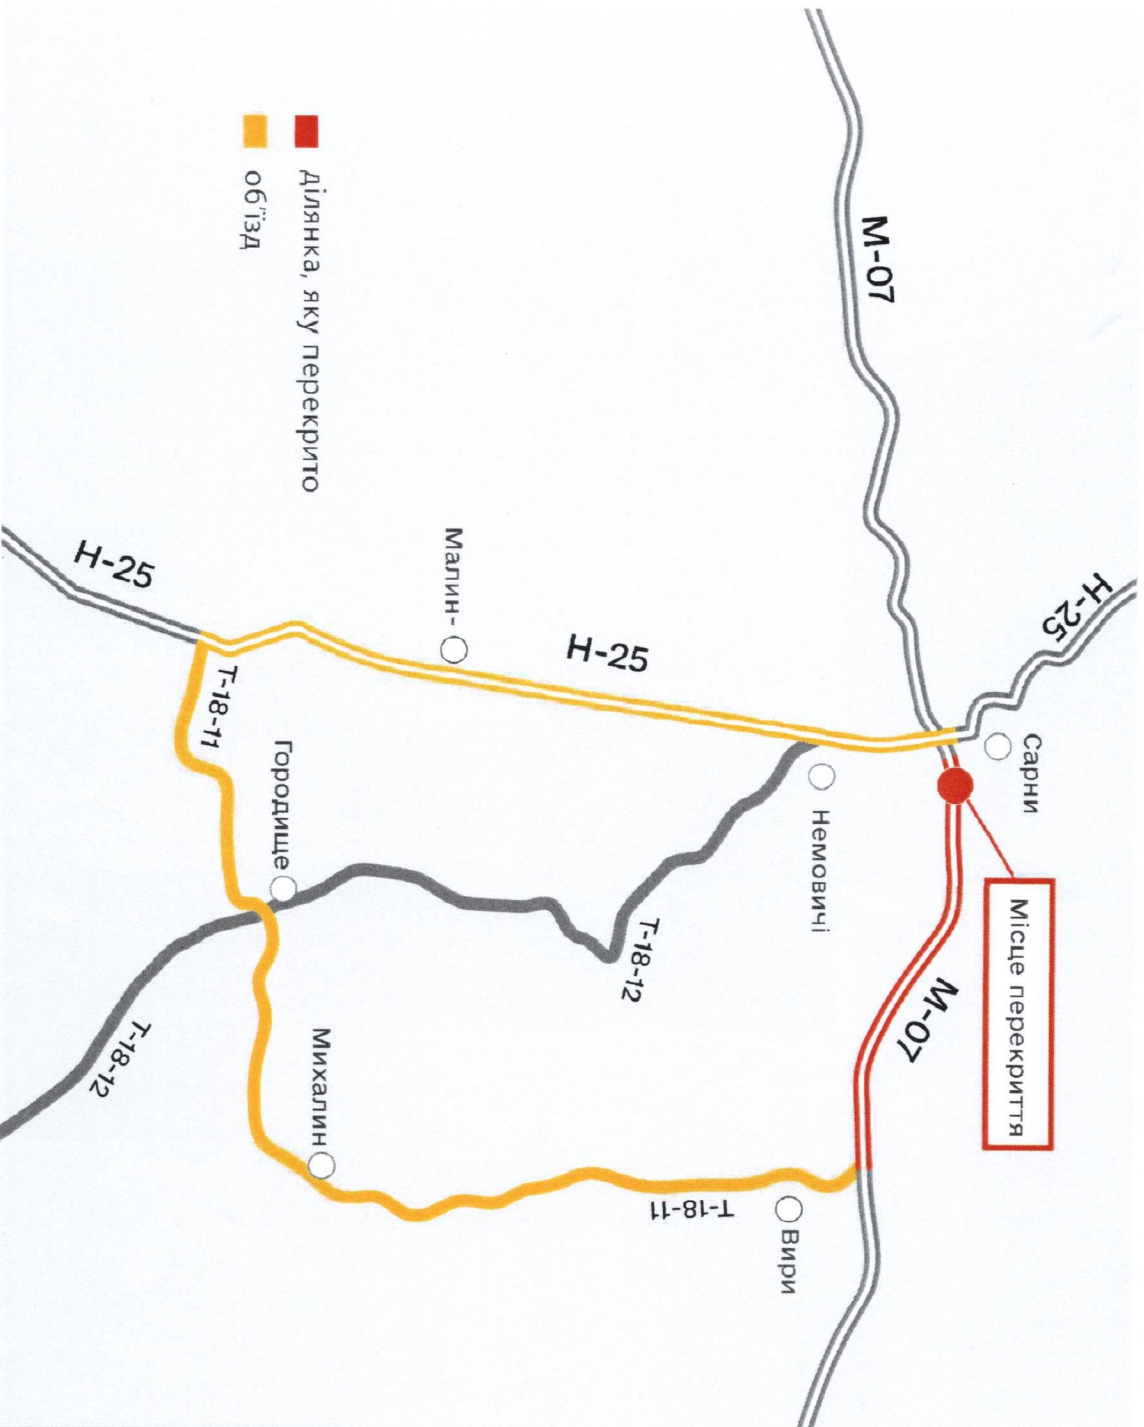 Н-25
Сарни
Місце перекриття
М-07
М-07
Немовичі
Вири
Н-25
Т-18-12
Т-18-11
Малин-
Михалин
Городище
Т-18-11
Т-18-12
Н-25
ділянка, яку перекрито
об'їзд